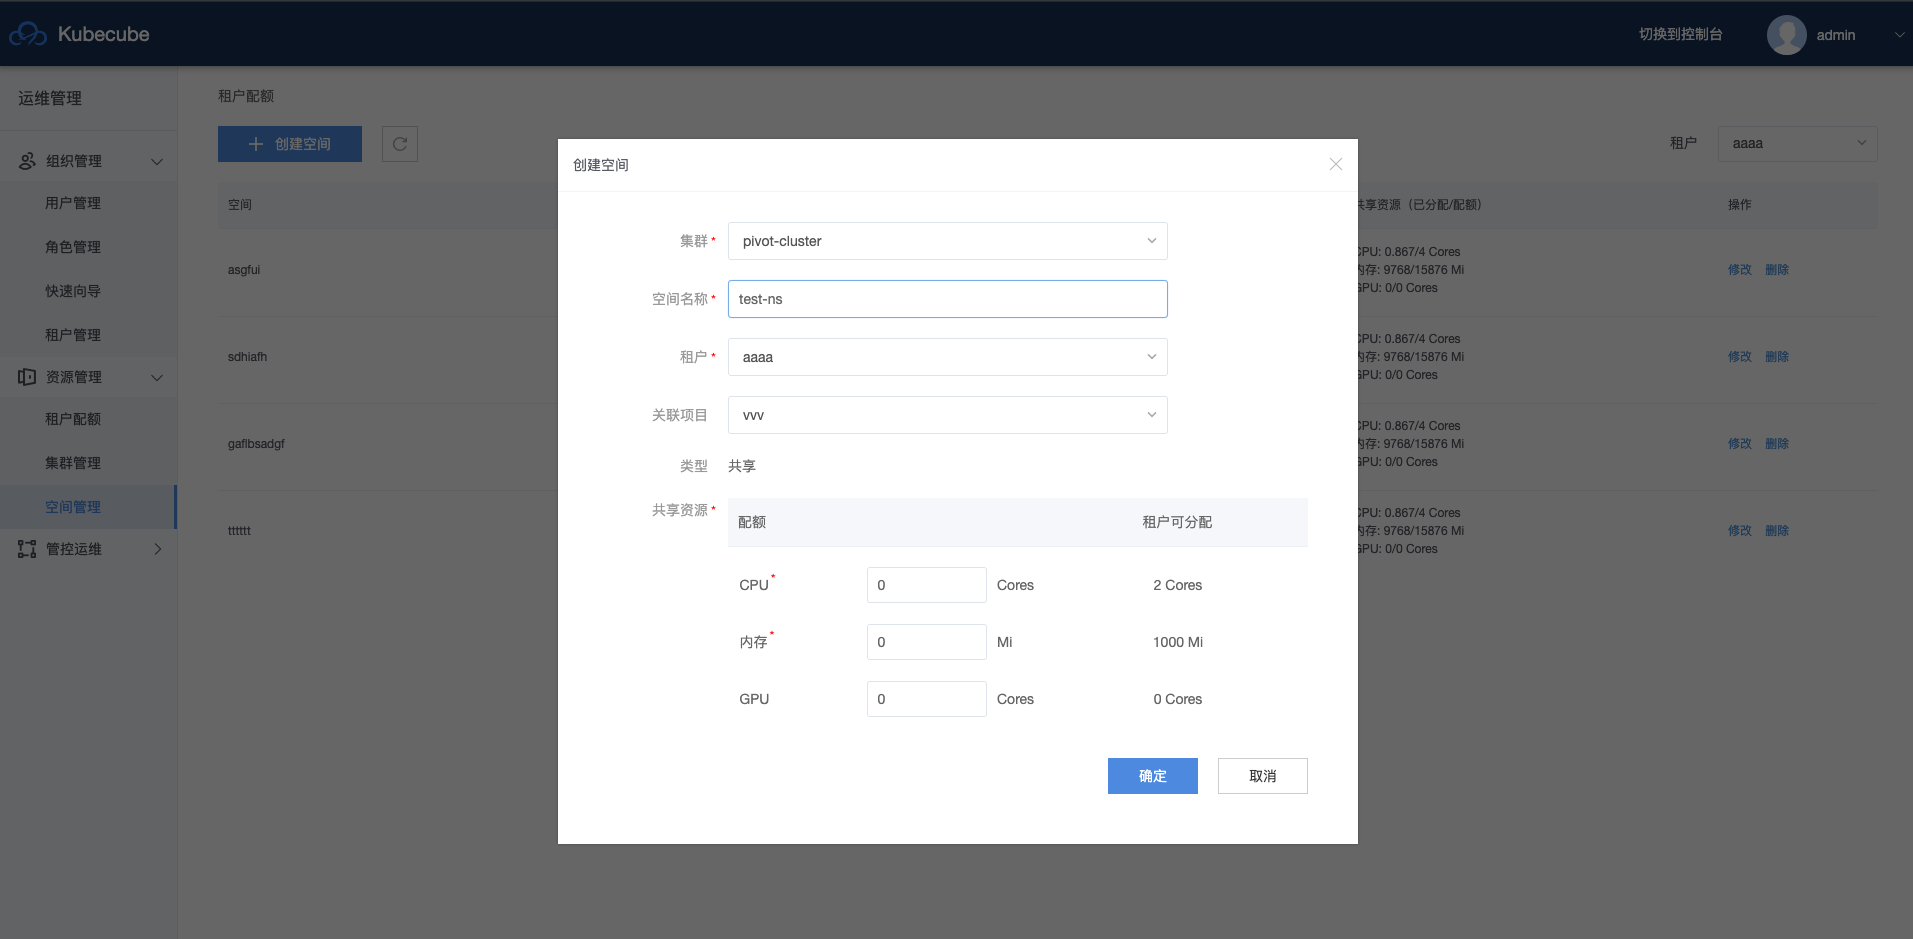 Kubecube
切换到控制台
admin
运维管理
组织管理
用户管理
角色管理
快速向导
租户管理
资源管理
租户配额
集群管理
空间管理
管控运维
租户配额
创建空间
租户
aaaa
空间
共享资源（已分配/配额）
操作
asgfui
CPU: 0.867/4 Cores
内存: 9768/15876 Mi
GPU: 0/0 Cores
修改 删除
sdhiafh
CPU: 0.867/4 Cores
内存: 9768/15876 Mi
GPU: 0/0 Cores
修改 删除
gaflbsadgf
CPU: 0.867/4 Cores
内存: 9768/15876 Mi
GPU: 0/0 Cores
修改 删除
tttttt
CPU: 0.867/4 Cores
内存: 9768/15876 Mi
GPU: 0/0 Cores
修改 删除
创建空间
集群* pivot-cluster
空间名称* test-ns
租户* aaaa
关联项目 vvv
类型 共享
共享资源*
配额 租户可分配
CPU* 0 Cores 2 Cores
内存* 0 Mi 1000 Mi
GPU 0 Cores 0 Cores
确定 取消